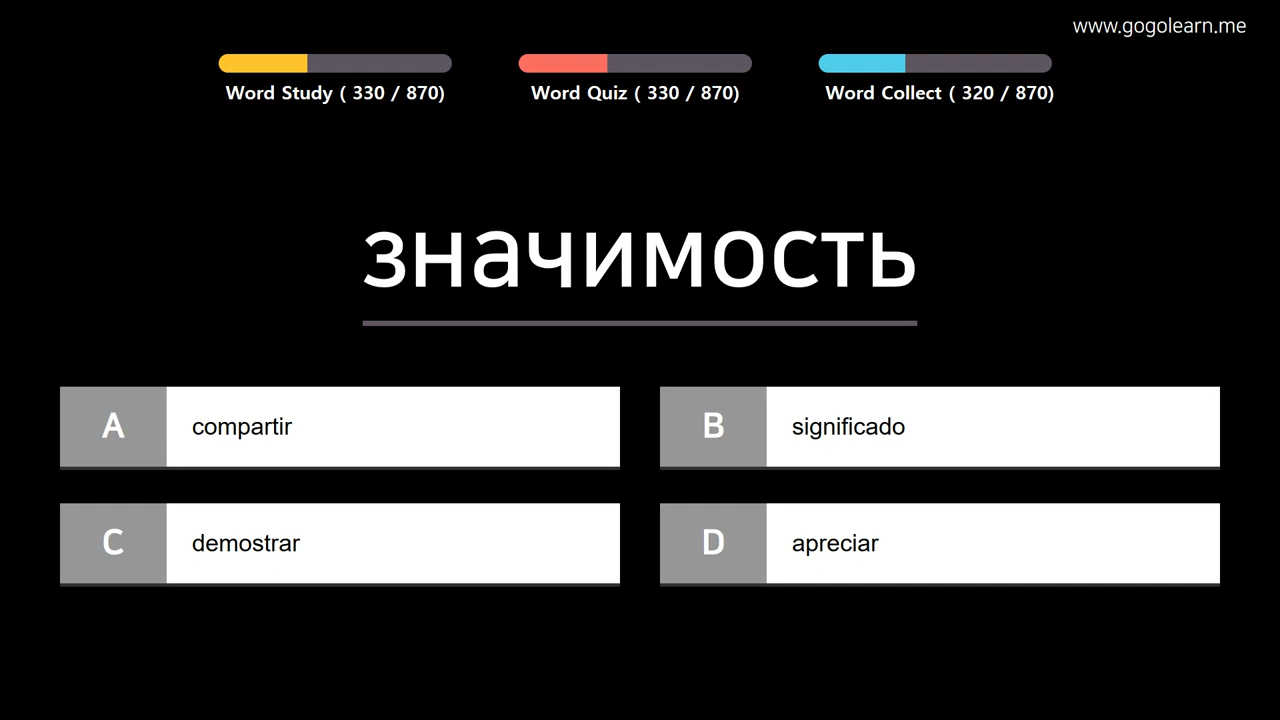 www.gogolearn.me
Word Study ( 330 / 870)
Word Quiz ( 330 / 870)
Word Collect ( 320 / 870)
значимость
A compartir
B significado
C demostrar
D apreciar